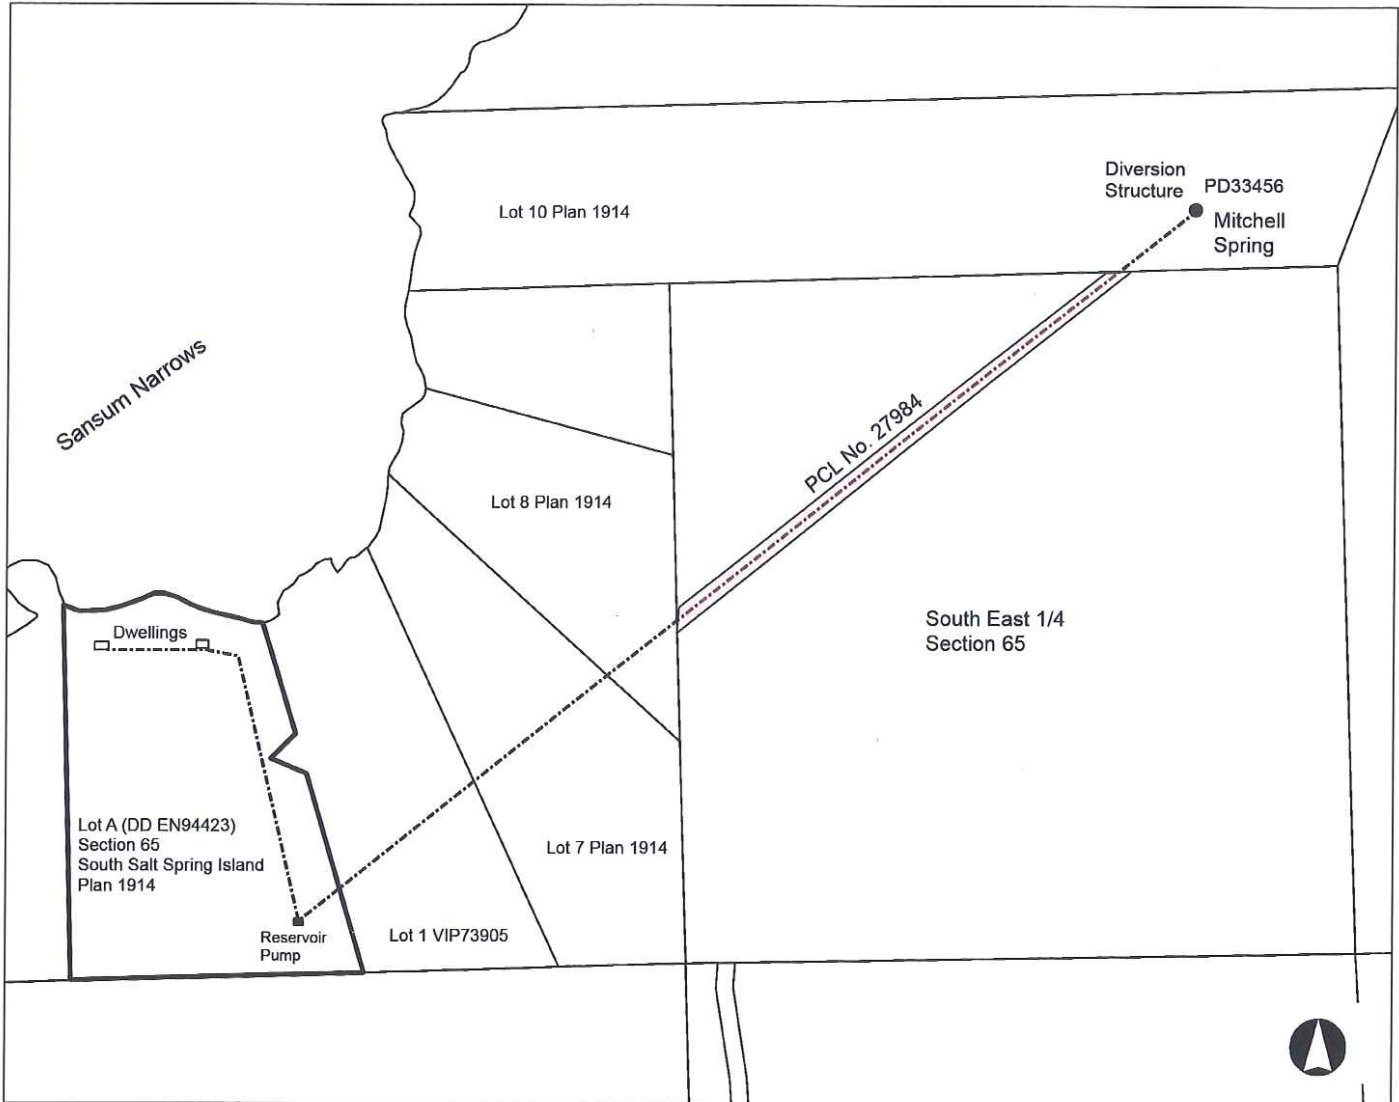 Diversion
Structure
PD33456
Mitchell
Spring
Lot 10 Plan 1914
Sansum Narrows
PCL No. 27984
Lot 8 Plan 1914
South East 1/4
Section 65
Dwellings
Lot A (DD EN94423)
Section 65
South Salt Spring Island
Plan 1914
Lot 7 Plan 1914
Reservoir
Pump
Lot 1 VIP73905